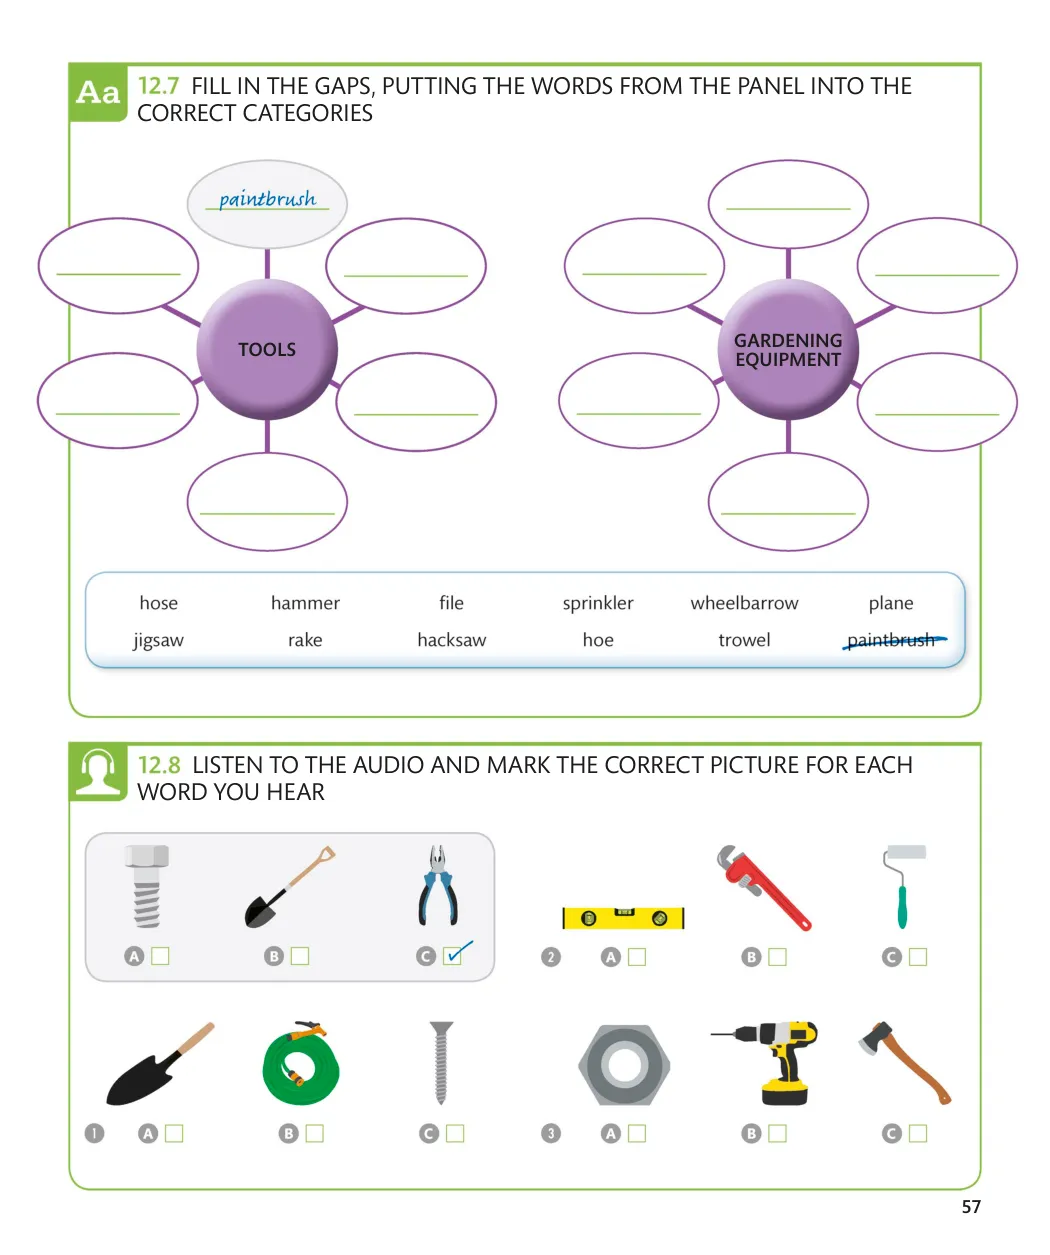 Aa
12.7 FILL IN THE GAPS, PUTTING THE WORDS FROM THE PANEL INTO THE
CORRECT CATEGORIES
paintbrush
TOOLS
GARDENING
EQUIPMENT
hose hammer file sprinkler wheelbarrow plane
jigsaw rake hacksaw hoe trowel paintbrush
12.8 LISTEN TO THE AUDIO AND MARK THE CORRECT PICTURE FOR EACH
WORD YOU HEAR
A B C
2 A B C
1 A B C
3 A B C
57